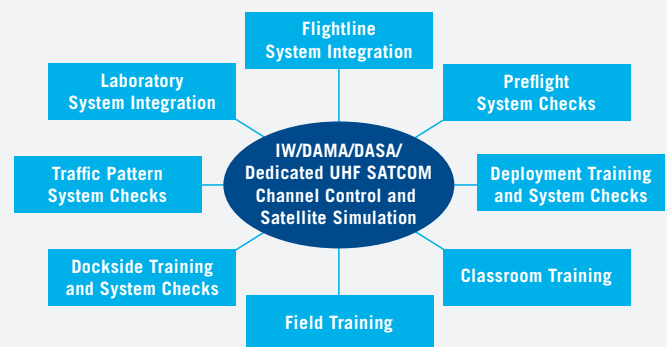 Flightline
System Integration
Laboratory
System Integration
Preflight
System Checks
IW/DAMA/DASA/
Dedicated UHF SATCOM
Channel Control and
Satellite Simulation
Traffic Pattern
System Checks
Deployment Training
and System Checks
Dockside Training
and System Checks
Classroom Training
Field Training